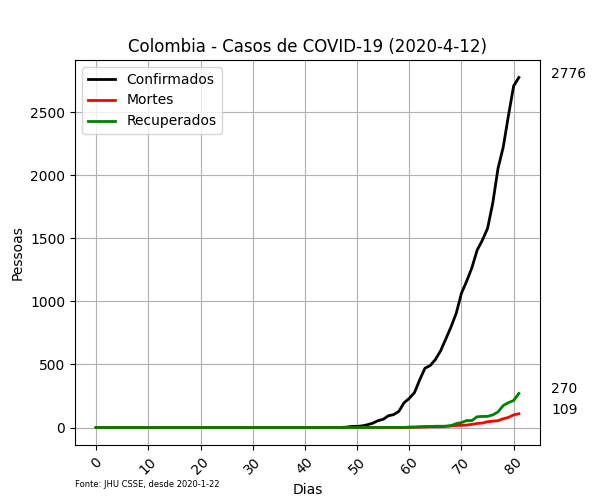 Colombia - Casos de COVID-19 (2020-4-12)
Confirmados
Mortes
Recuperados
2776
270
109
Pessoas
2500
2000
1500
1000
500
0
0 10 20 30 40 50 60 70 80
Fonte: JHU CSSE, desde 2020-1-22
Dias